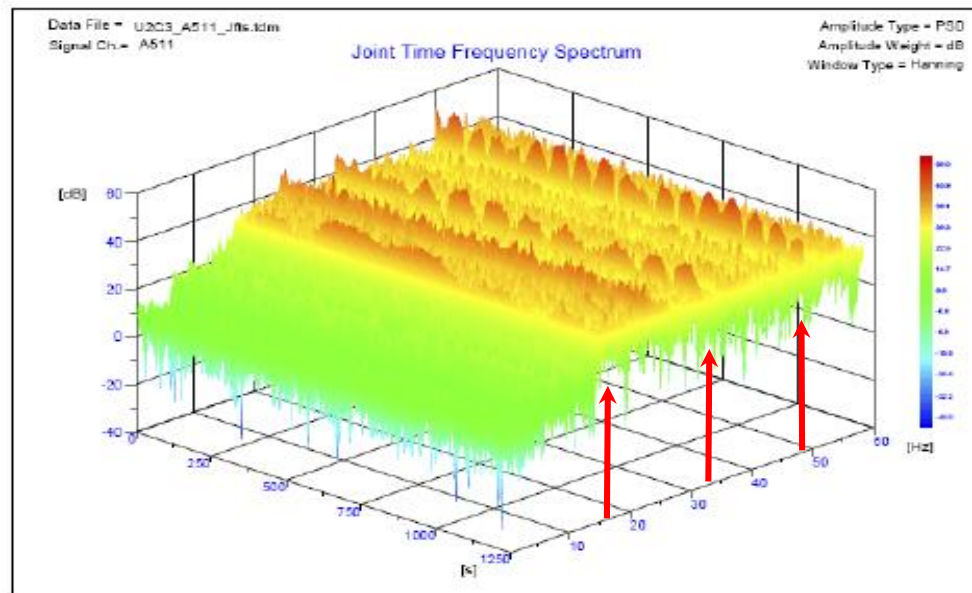 Data File = U2C3_A511_Jfts.tdm
Signal Ch.= A511
Amplitude Type = PSD
Amplitude Weight = dB
Window Type = Hanning
Joint Time Frequency Spectrum
[dB]
60
40
20
0
-20
-40
0
250
500
750
1000
1250
[s]
10
20
30
40
50
60
[Hz]